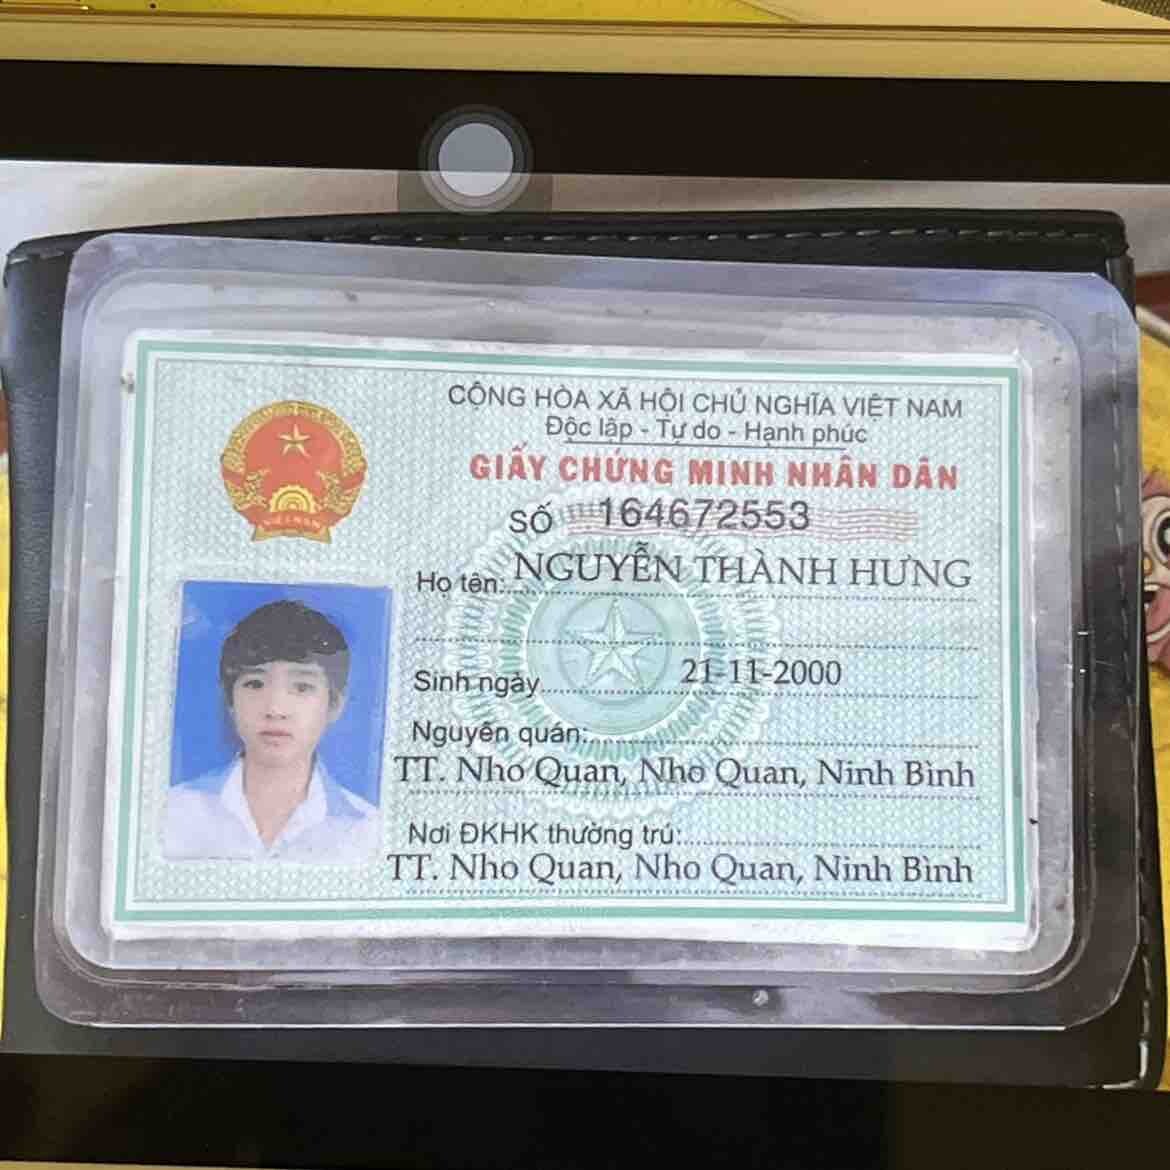 CỘNG HÒA XÃ HỘI CHỦ NGHĨA VIỆT NAM
Độc lập - Tự do - Hạnh phúc
GIẤY CHỨNG MINH NHÂN DÂN
SỐ 164672553
Họ tên: NGUYỄN THÀNH HƯNG
Sinh ngày 21-11-2000
Nguyên quán:
TT. Nho Quan, Nho Quan, Ninh Bình
Nơi ĐKHK thường trú:
TT. Nho Quan, Nho Quan, Ninh Bình
VIỆT NAM